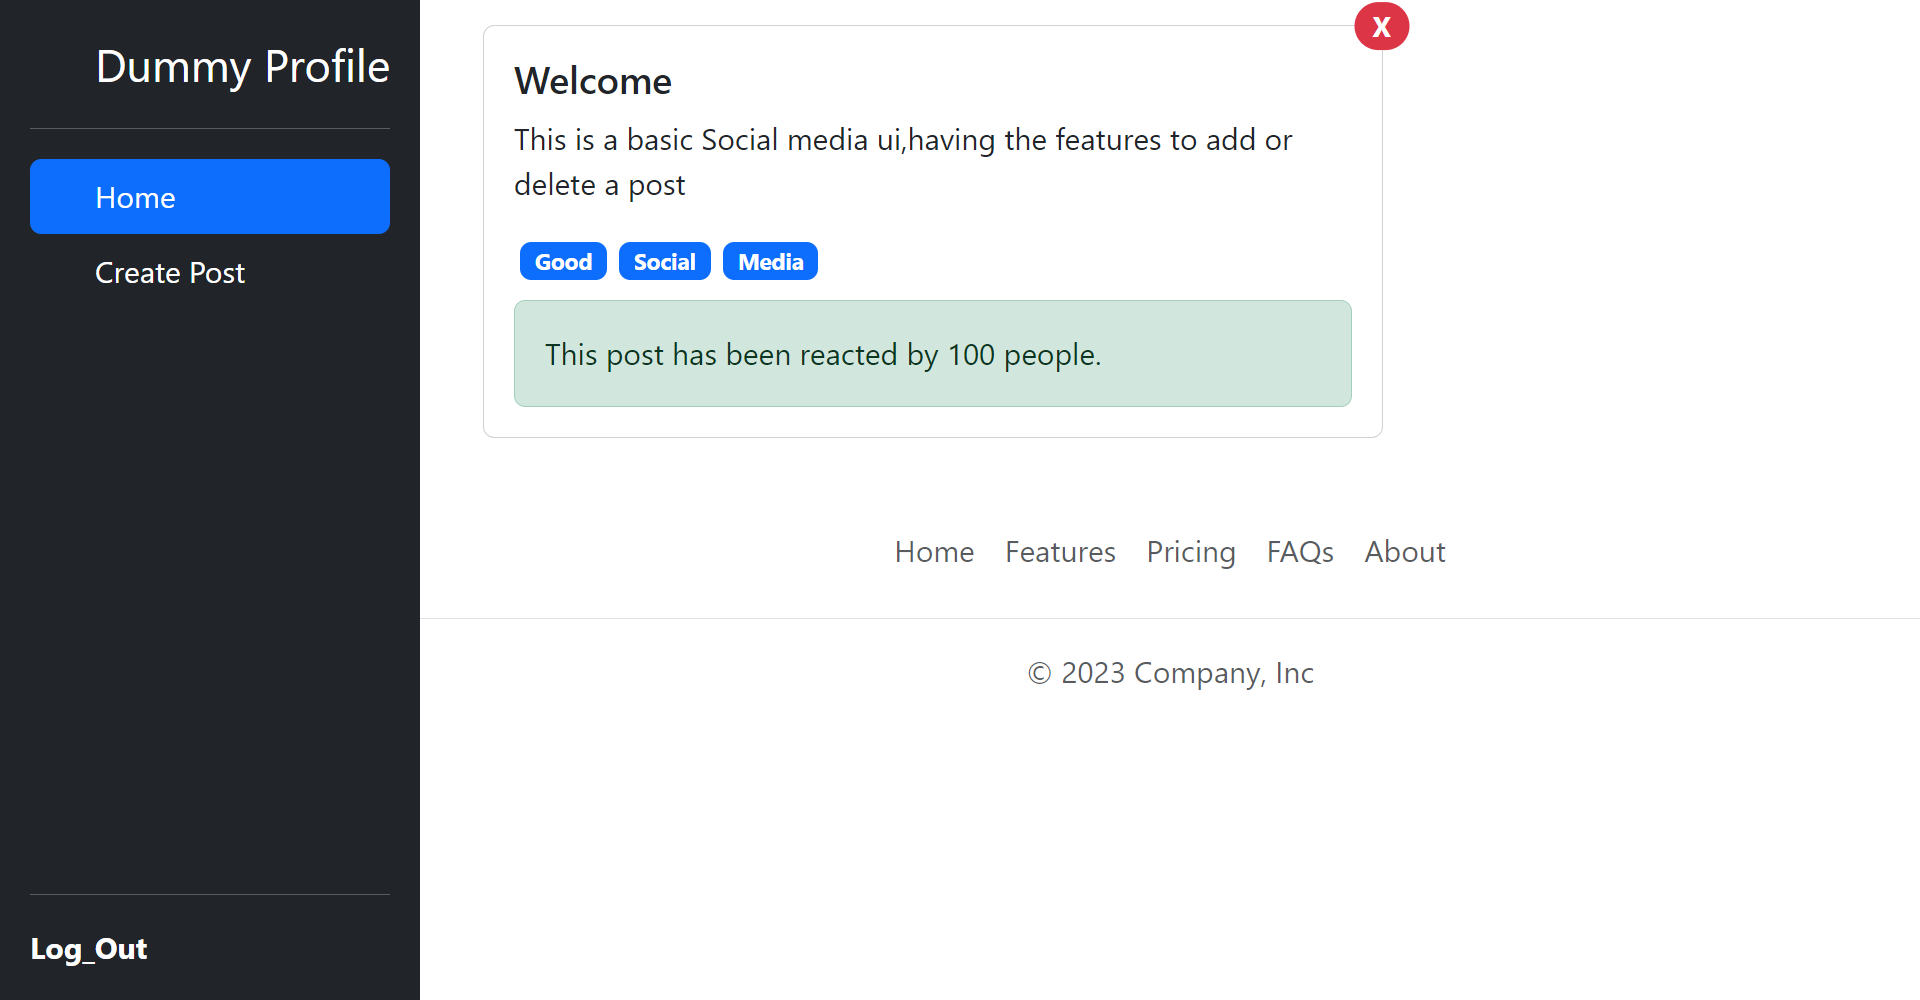 Dummy Profile
Home
Create Post
Log_Out
X
Welcome
This is a basic Social media ui,having the features to add or
delete a post
Good Social Media
This post has been reacted by 100 people.
Home Features Pricing FAQs About
© 2023 Company, Inc